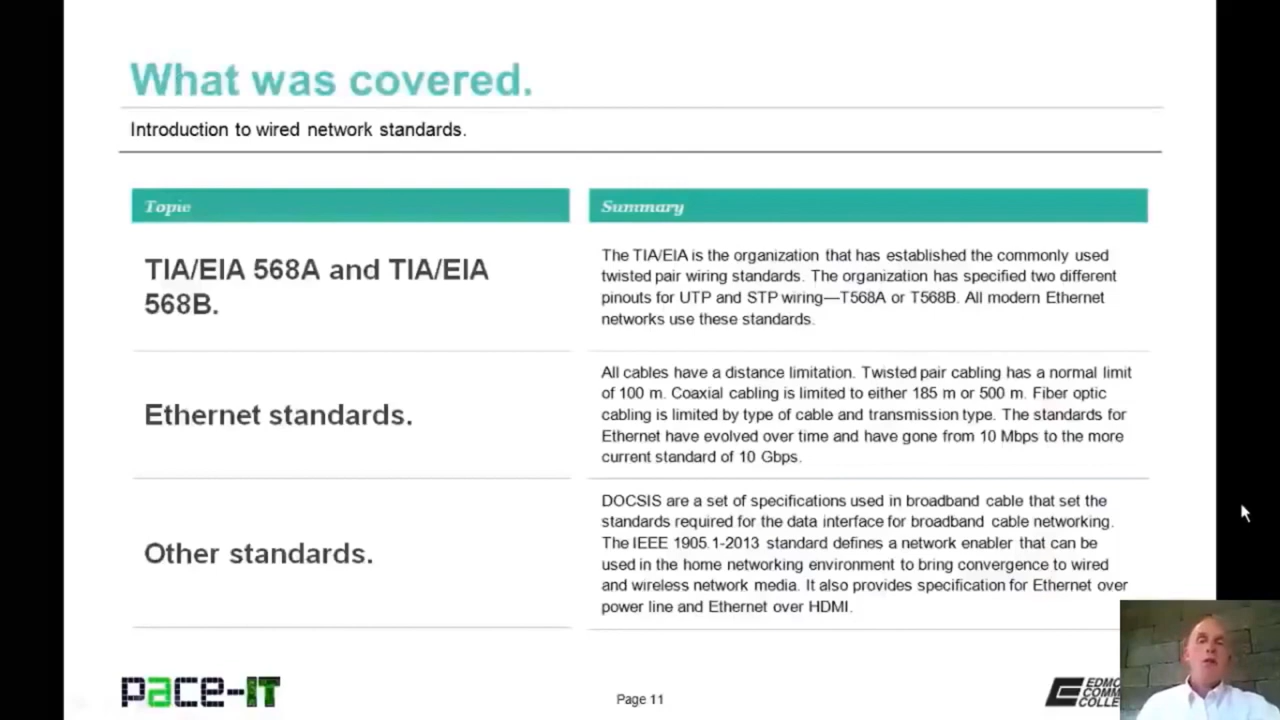 What was covered.
Introduction to wired network standards.
Topic
Summary
TIA/EIA 568A and TIA/EIA
568B.
The TIA/EIA is the organization that has established the commonly used
twisted pair wiring standards. The organization has specified two different
pinouts for UTP and STP wiring—T568A or T568B. All modern Ethernet
networks use these standards.
Ethernet standards.
All cables have a distance limitation. Twisted pair cabling has a normal limit
of 100 m. Coaxial cabling is limited to either 185 m or 500 m. Fiber optic
cabling is limited by type of cable and transmission type. The standards for
Ethernet have evolved over time and have gone from 10 Mbps to the more
current standard of 10 Gbps.
Other standards.
DOCSIS are a set of specifications used in broadband cable that set the
standards required for the data interface for broadband cable networking.
The IEEE 1905.1-2013 standard defines a network enabler that can be
used in the home networking environment to bring convergence to wired
and wireless network media. It also provides specification for Ethernet over
power line and Ethernet over HDMI.
pace-IT
Page 11